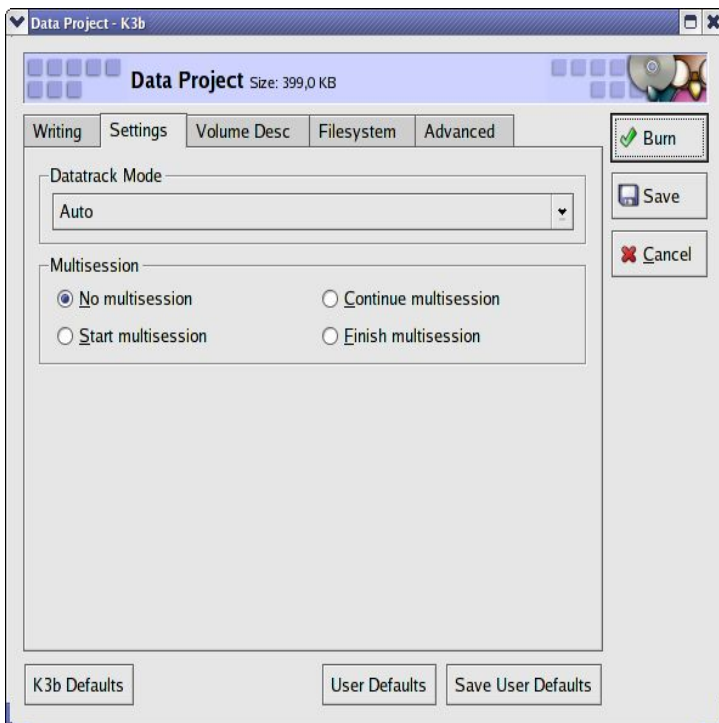 Data Project - K3b
Data Project Size: 399,0 KB
Writing Settings Volume Desc Filesystem Advanced
Burn
Save
Cancel
Datatrack Mode
Auto
Multisession
No multisession Continue multisession
Start multisession Finish multisession
K3b Defaults User Defaults Save User Defaults